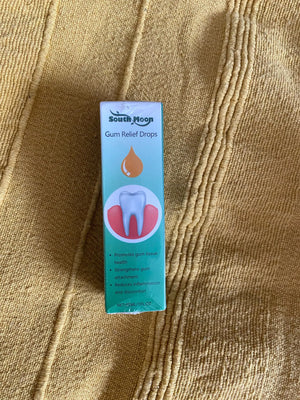 South Moon
Gum Relief Drops
• Promotes gum tissue
health
• Strengthens gum
attachment
• Reduces inflammation
and discomfort